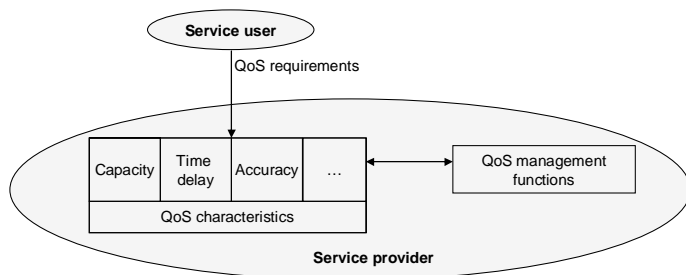 Service user
QoS requirements
Capacity
Time
delay
Accuracy
…
QoS characteristics
QoS management
functions
Service provider